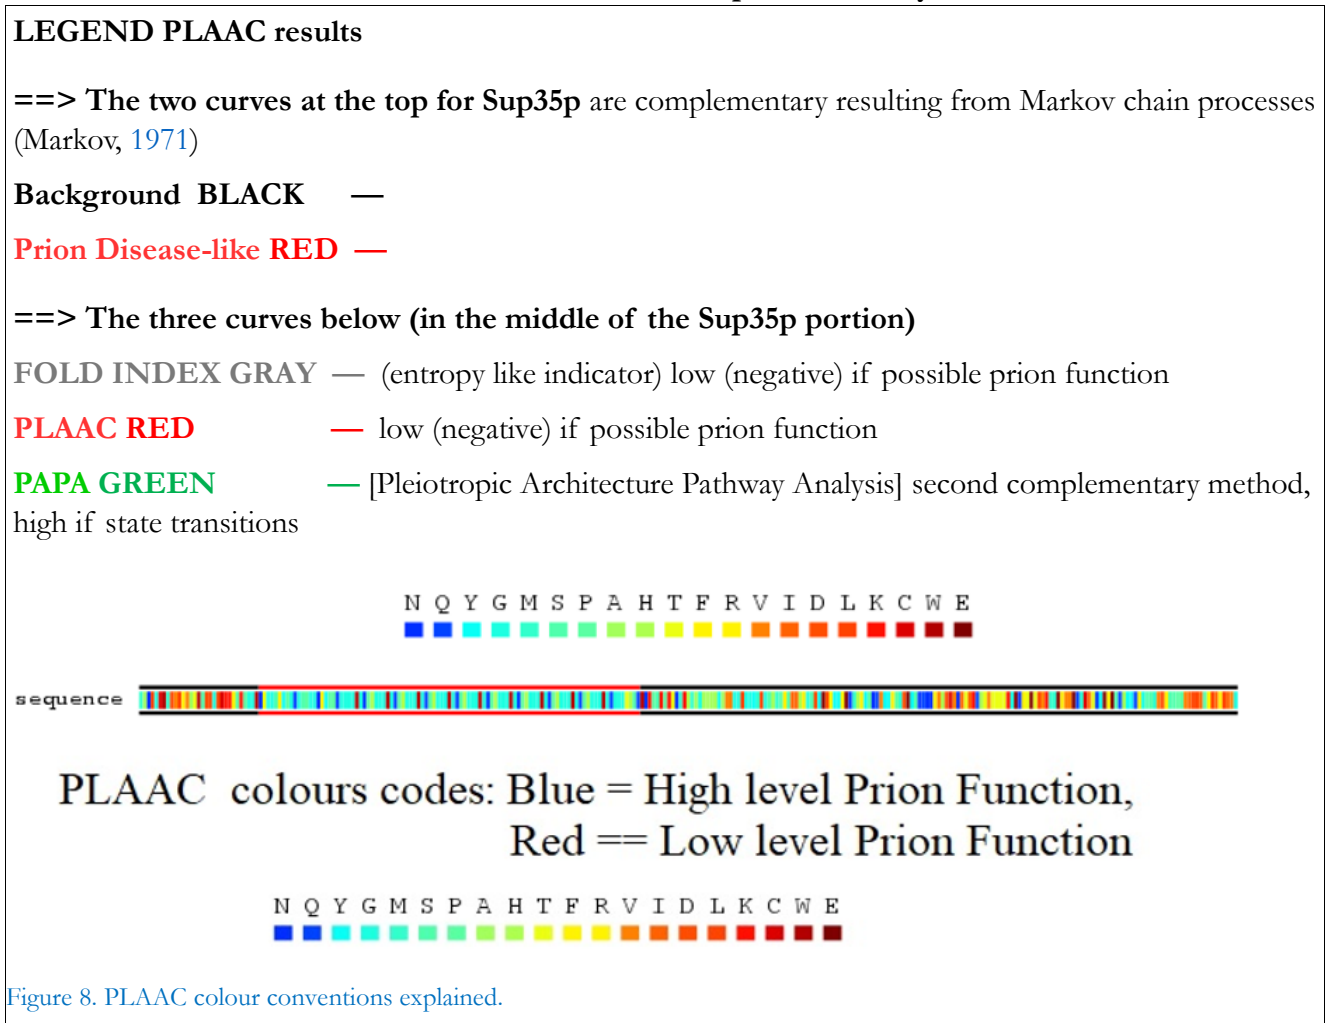 LEGEND PLAAC results
==> The two curves at the top for Sup35p are complementary resulting from Markov chain processes
(Markov, 1971)
Background BLACK —
Prion Disease-like RED —
==> The three curves below (in the middle of the Sup35p portion)
FOLD INDEX GRAY — (entropy like indicator) low (negative) if possible prion function
PLAAC RED — low (negative) if possible prion function
PAPA GREEN — [Pleiotropic Architecture Pathway Analysis] second complementary method,
high if state transitions
N Q Y G M S P A H T F R V I D L K C W E
sequence
PLAAC colours codes: Blue = High level Prion Function,
Red == Low level Prion Function
N Q Y G M S P A H T F R V I D L K C W E
Figure 8. PLAAC colour conventions explained.